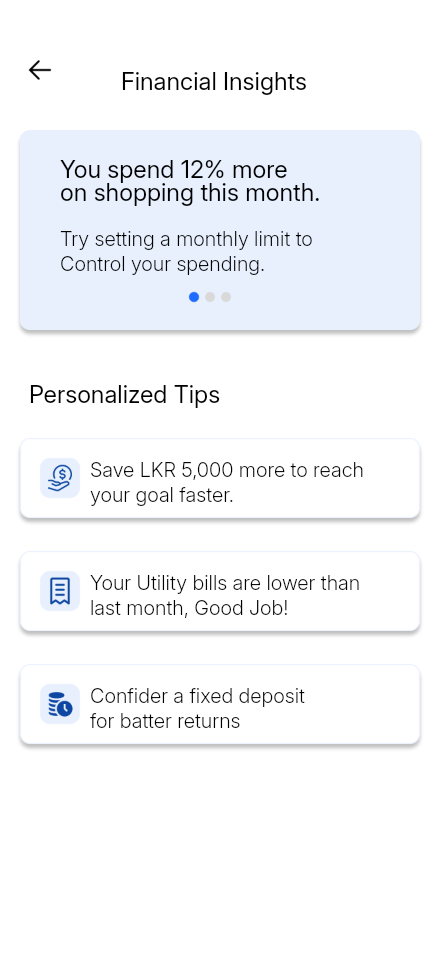 Financial Insights
You spend 12% more
on shopping this month.
Try setting a monthly limit to
Control your spending.
Personalized Tips
Save LKR 5,000 more to reach
your goal faster.
Your Utility bills are lower than
last month, Good Job!
Confider a fixed deposit
for batter returns